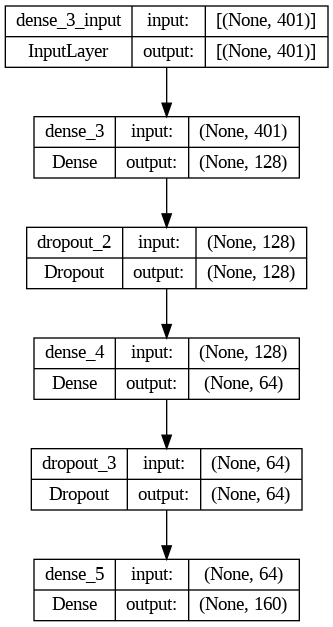 dense_3_input input: [(None, 401)]
InputLayer output: [(None, 401)]
dense_3 input: (None, 401)
Dense output: (None, 128)
dropout_2 input: (None, 128)
Dropout output: (None, 128)
dense_4 input: (None, 128)
Dense output: (None, 64)
dropout_3 input: (None, 64)
Dropout output: (None, 64)
dense_5 input: (None, 64)
Dense output: (None, 160)